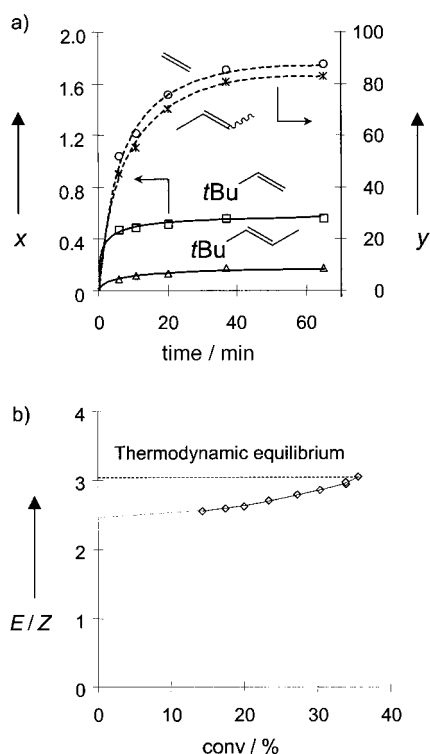 a)
2.0
1.6
1.2
0.8
0.4
0
100
80
60
40
20
0
x
y
tBu
tBu
0 20 40 60
time / min
b)
4
3
2
1
0
Thermodynamic equilibrium
E / Z
0 10 20 30 40
conv / %